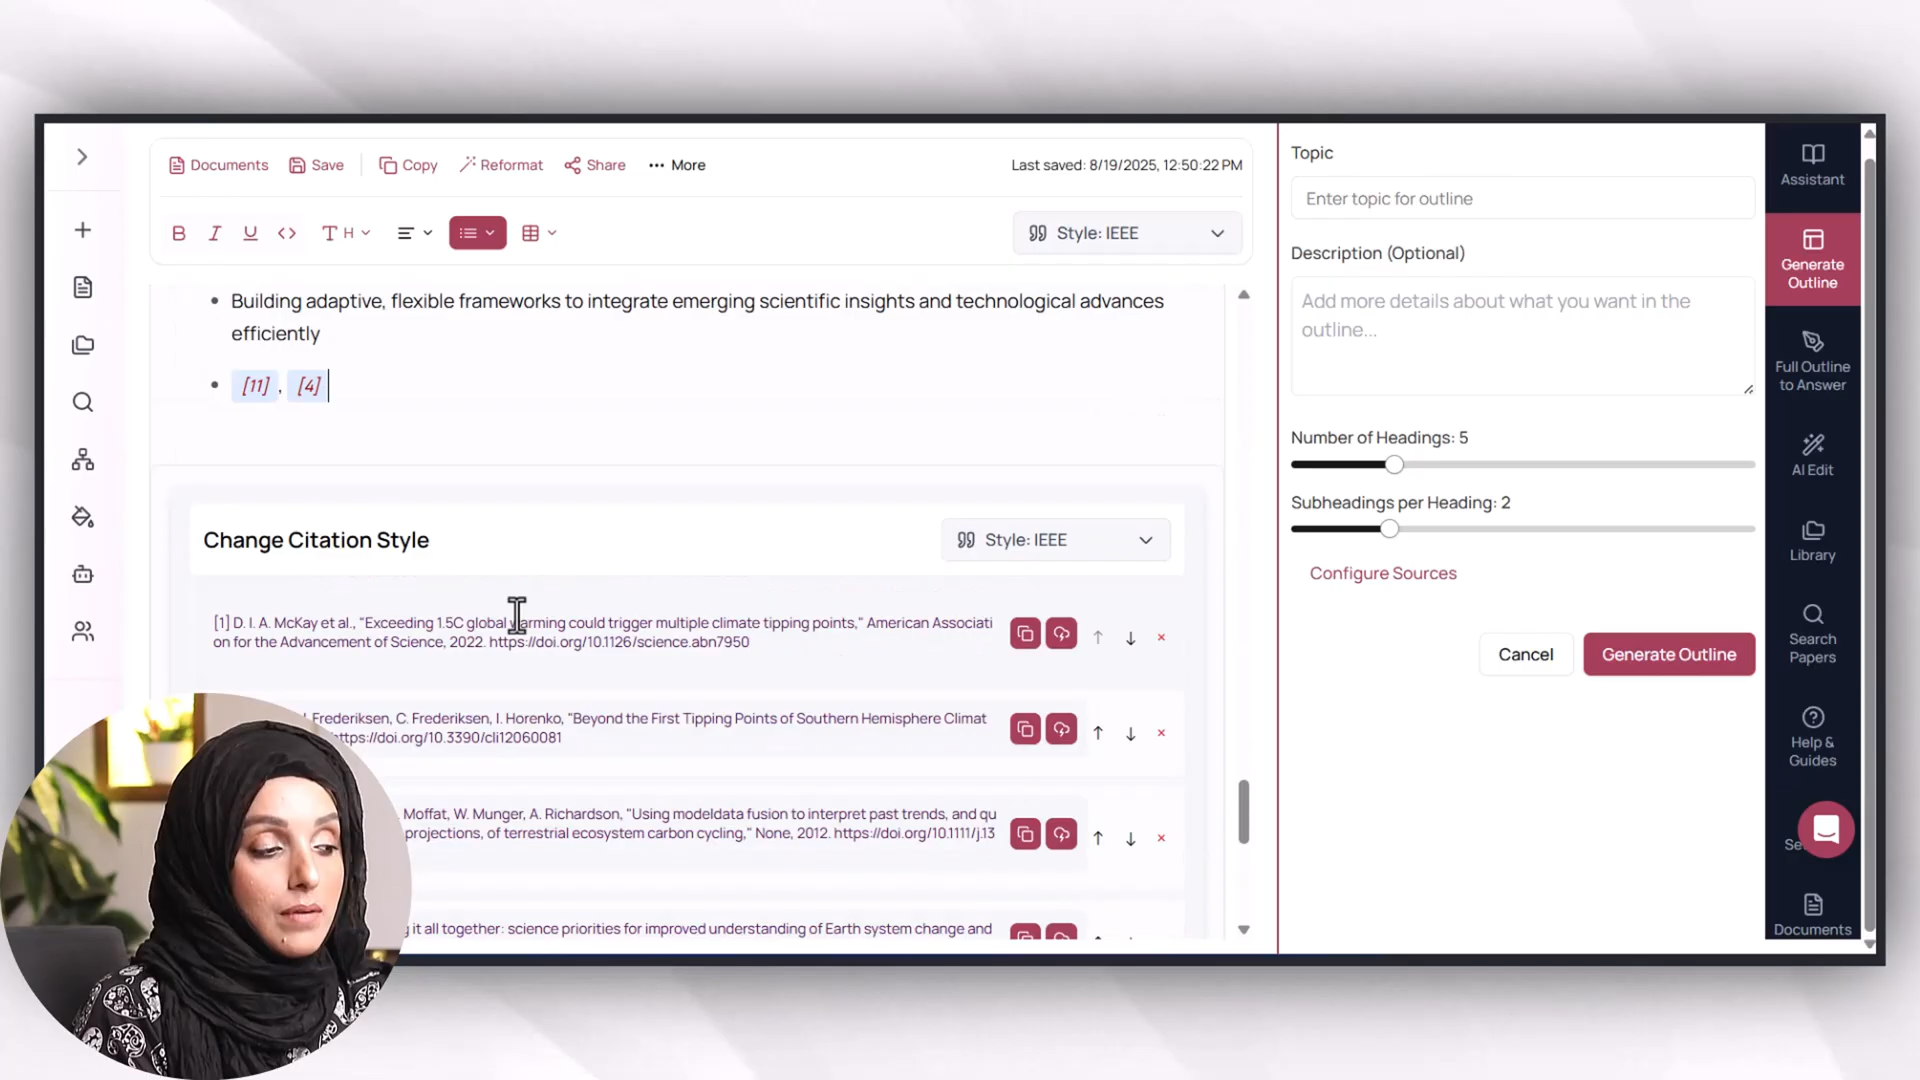 Documents Save Copy Reformat Share ••• More Last saved: 8/19/2025, 12:50:22 PM
B I U <> T H Style: IEEE
• Building adaptive, flexible frameworks to integrate emerging scientific insights and technological advances
efficiently
• [11] , [4]
Change Citation Style Style: IEEE
[1] D. I. A. McKay et al., "Exceeding 1.5C global warming could trigger multiple climate tipping points," American Associati
on for the Advancement of Science, 2022. https://doi.org/10.1126/science.abn7950
Frederiksen, C. Frederiksen, I. Horenko, "Beyond the First Tipping Points of Southern Hemisphere Climat
https://doi.org/10.3390/cli12060081
Moffat, W. Munger, A. Richardson, "Using modeldata fusion to interpret past trends, and qu
projections, of terrestrial ecosystem carbon cycling," None, 2012. https://doi.org/10.1111/j.13
it all together: science priorities for improved understanding of Earth system change and
Topic
Enter topic for outline
Description (Optional)
Add more details about what you want in the
outline...
Number of Headings: 5
Subheadings per Heading: 2
Configure Sources
Cancel Generate Outline
Assistant
Generate
Outline
Full Outline
to Answer
AI Edit
Library
Search
Papers
Help &
Guides
Se
Documents